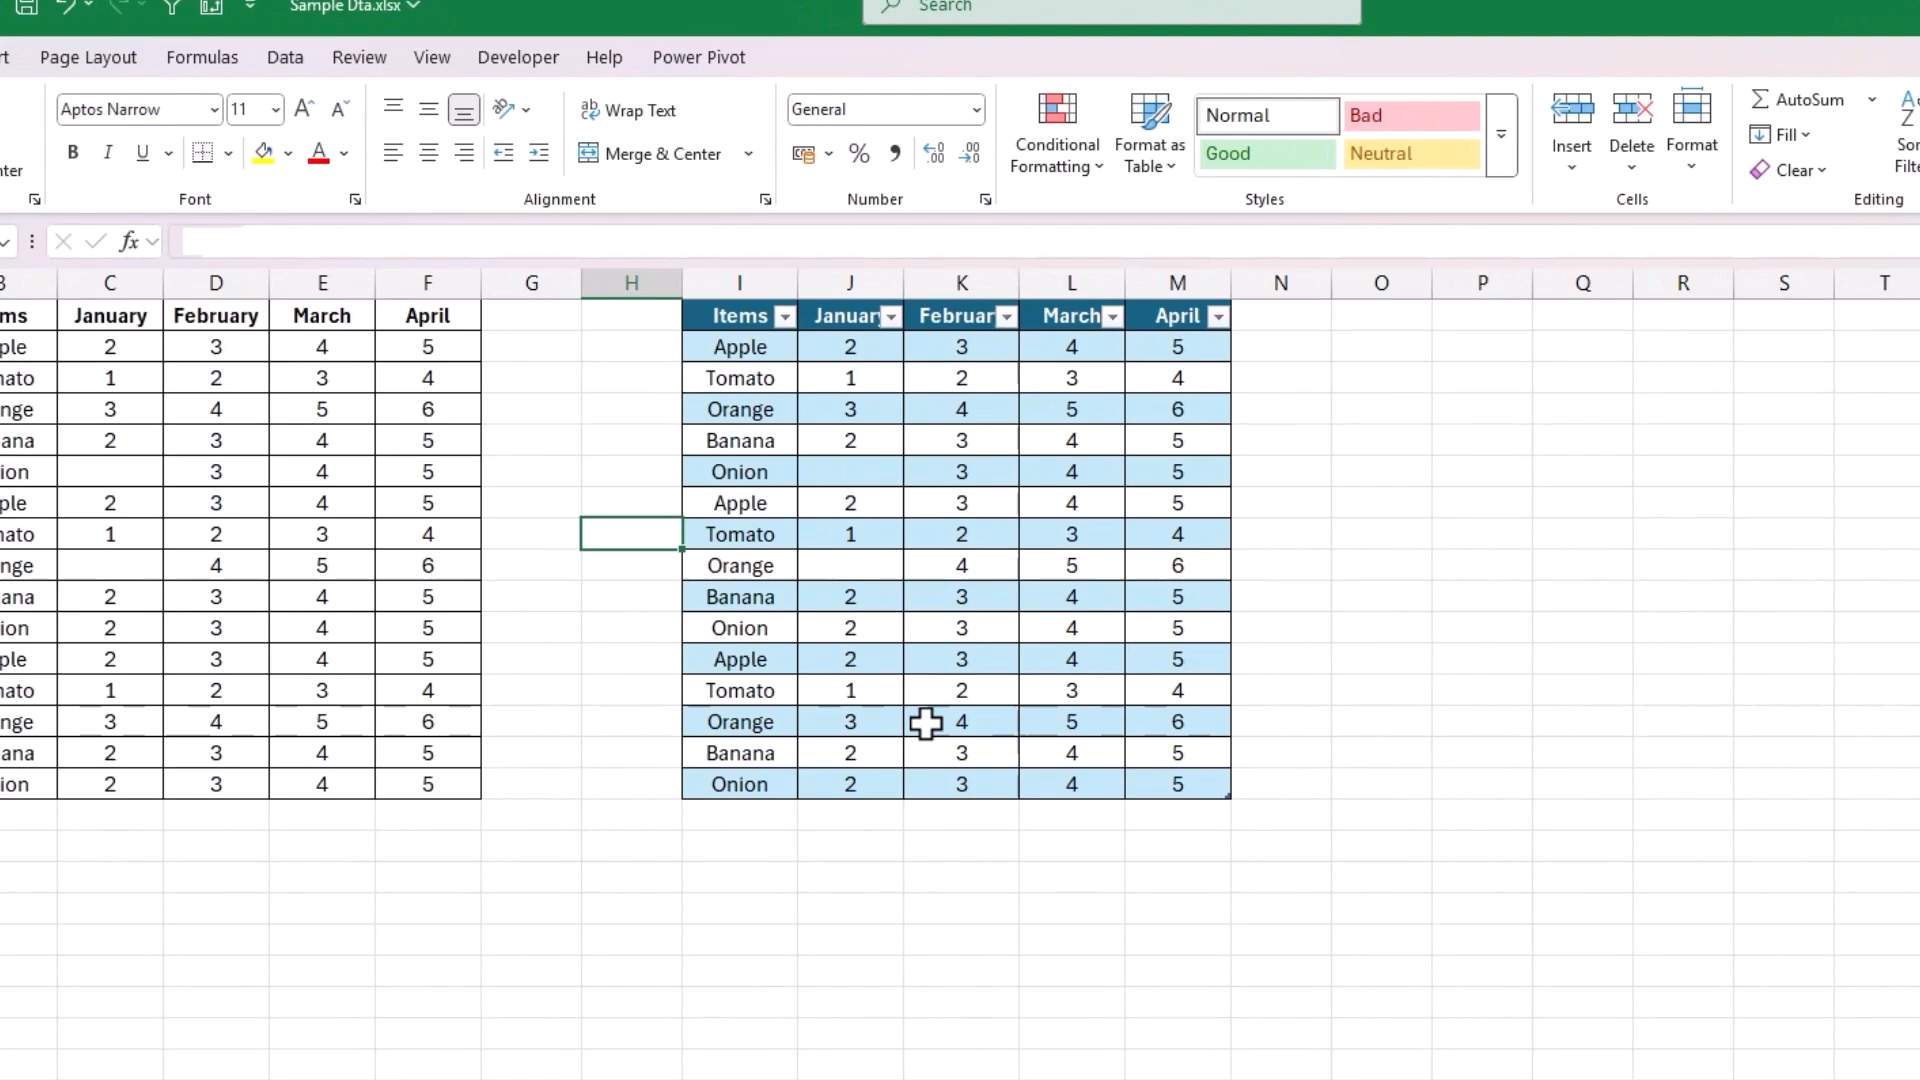 Sample Dta.xlsx Search
Page Layout Formulas Data Review View Developer Help Power Pivot
Aptos Narrow 11 A A Wrap Text General Normal Bad AutoSum
B I U A Merge & Center % 9 Conditional Formatting Format as Table Good Neutral Insert Delete Format Fill
Clear
Font Alignment Number Styles Cells Editing
fx
C D E F G H I J K L M N O P Q R S T
January February March April Items January Februar March April
2 3 4 5 Apple 2 3 4 5
1 2 3 4 Tomato 1 2 3 4
3 4 5 6 Orange 3 4 5 6
2 3 4 5 Banana 2 3 4 5
3 4 5 Onion 3 4 5
2 3 4 5 Apple 2 3 4 5
1 2 3 4 Tomato 1 2 3 4
4 5 6 Orange 4 5 6
2 3 4 5 Banana 2 3 4 5
2 3 4 5 Onion 2 3 4 5
2 3 4 5 Apple 2 3 4 5
1 2 3 4 Tomato 1 2 3 4
3 4 5 6 Orange 3 4 5 6
2 3 4 5 Banana 2 3 4 5
2 3 4 5 Onion 2 3 4 5